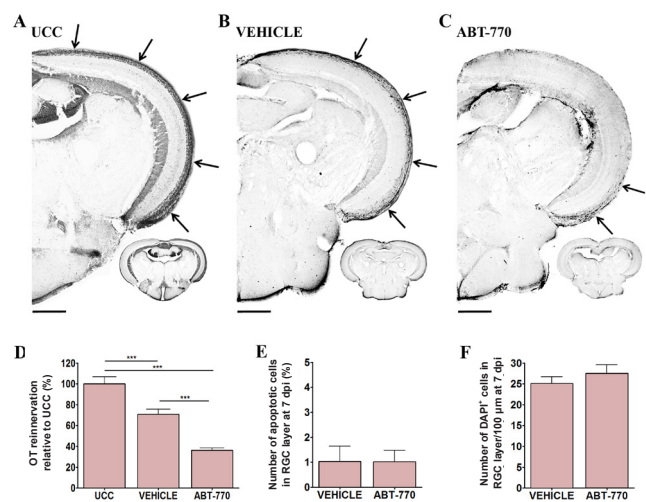 A UCC
B VEHICLE
C ABT-770
D
OT reinnervation
relative to UCC (%)
120
100
80
60
40
20
0
***
***
***
UCC VEHICLE ABT-770
E
Number of apoptotic cells
in RGC layer at 7 dpi (%)
5
4
3
2
1
0
VEHICLE ABT-770
F
Number of DAPI⁺ cells in
RGC layer/100 µm at 7 dpi
30
25
20
15
10
5
0
VEHICLE ABT-770